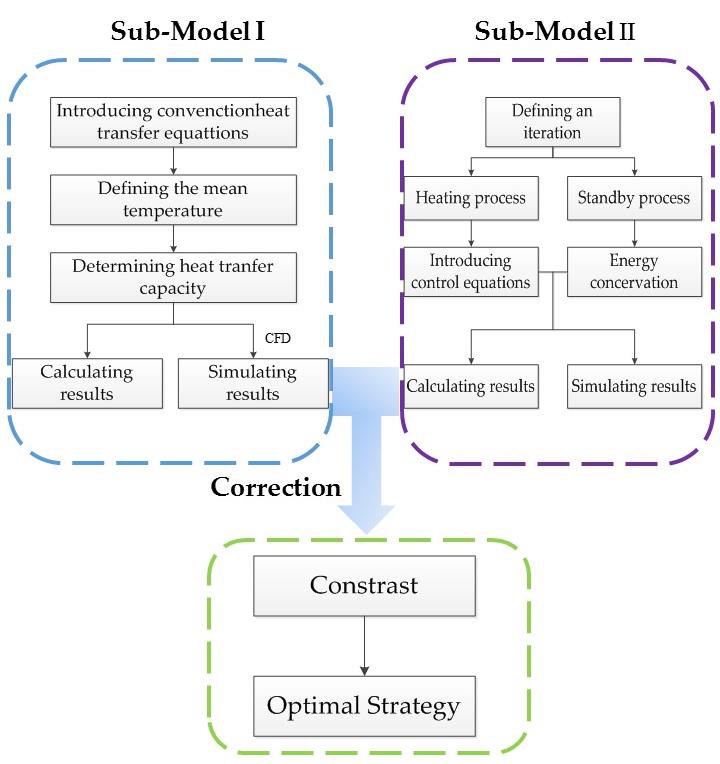 Sub-Model I
Introducing convenctionheat
transfer equattions
Defining the mean
temperature
Determining heat tranfer
capacity
CFD
Calculating
results
Simulating
results
Sub-Model II
Defining an
iteration
Heating process
Standby process
Introducing
control equations
Energy
concervation
Calculating results
Simulating results
Correction
Constrast
Optimal Strategy